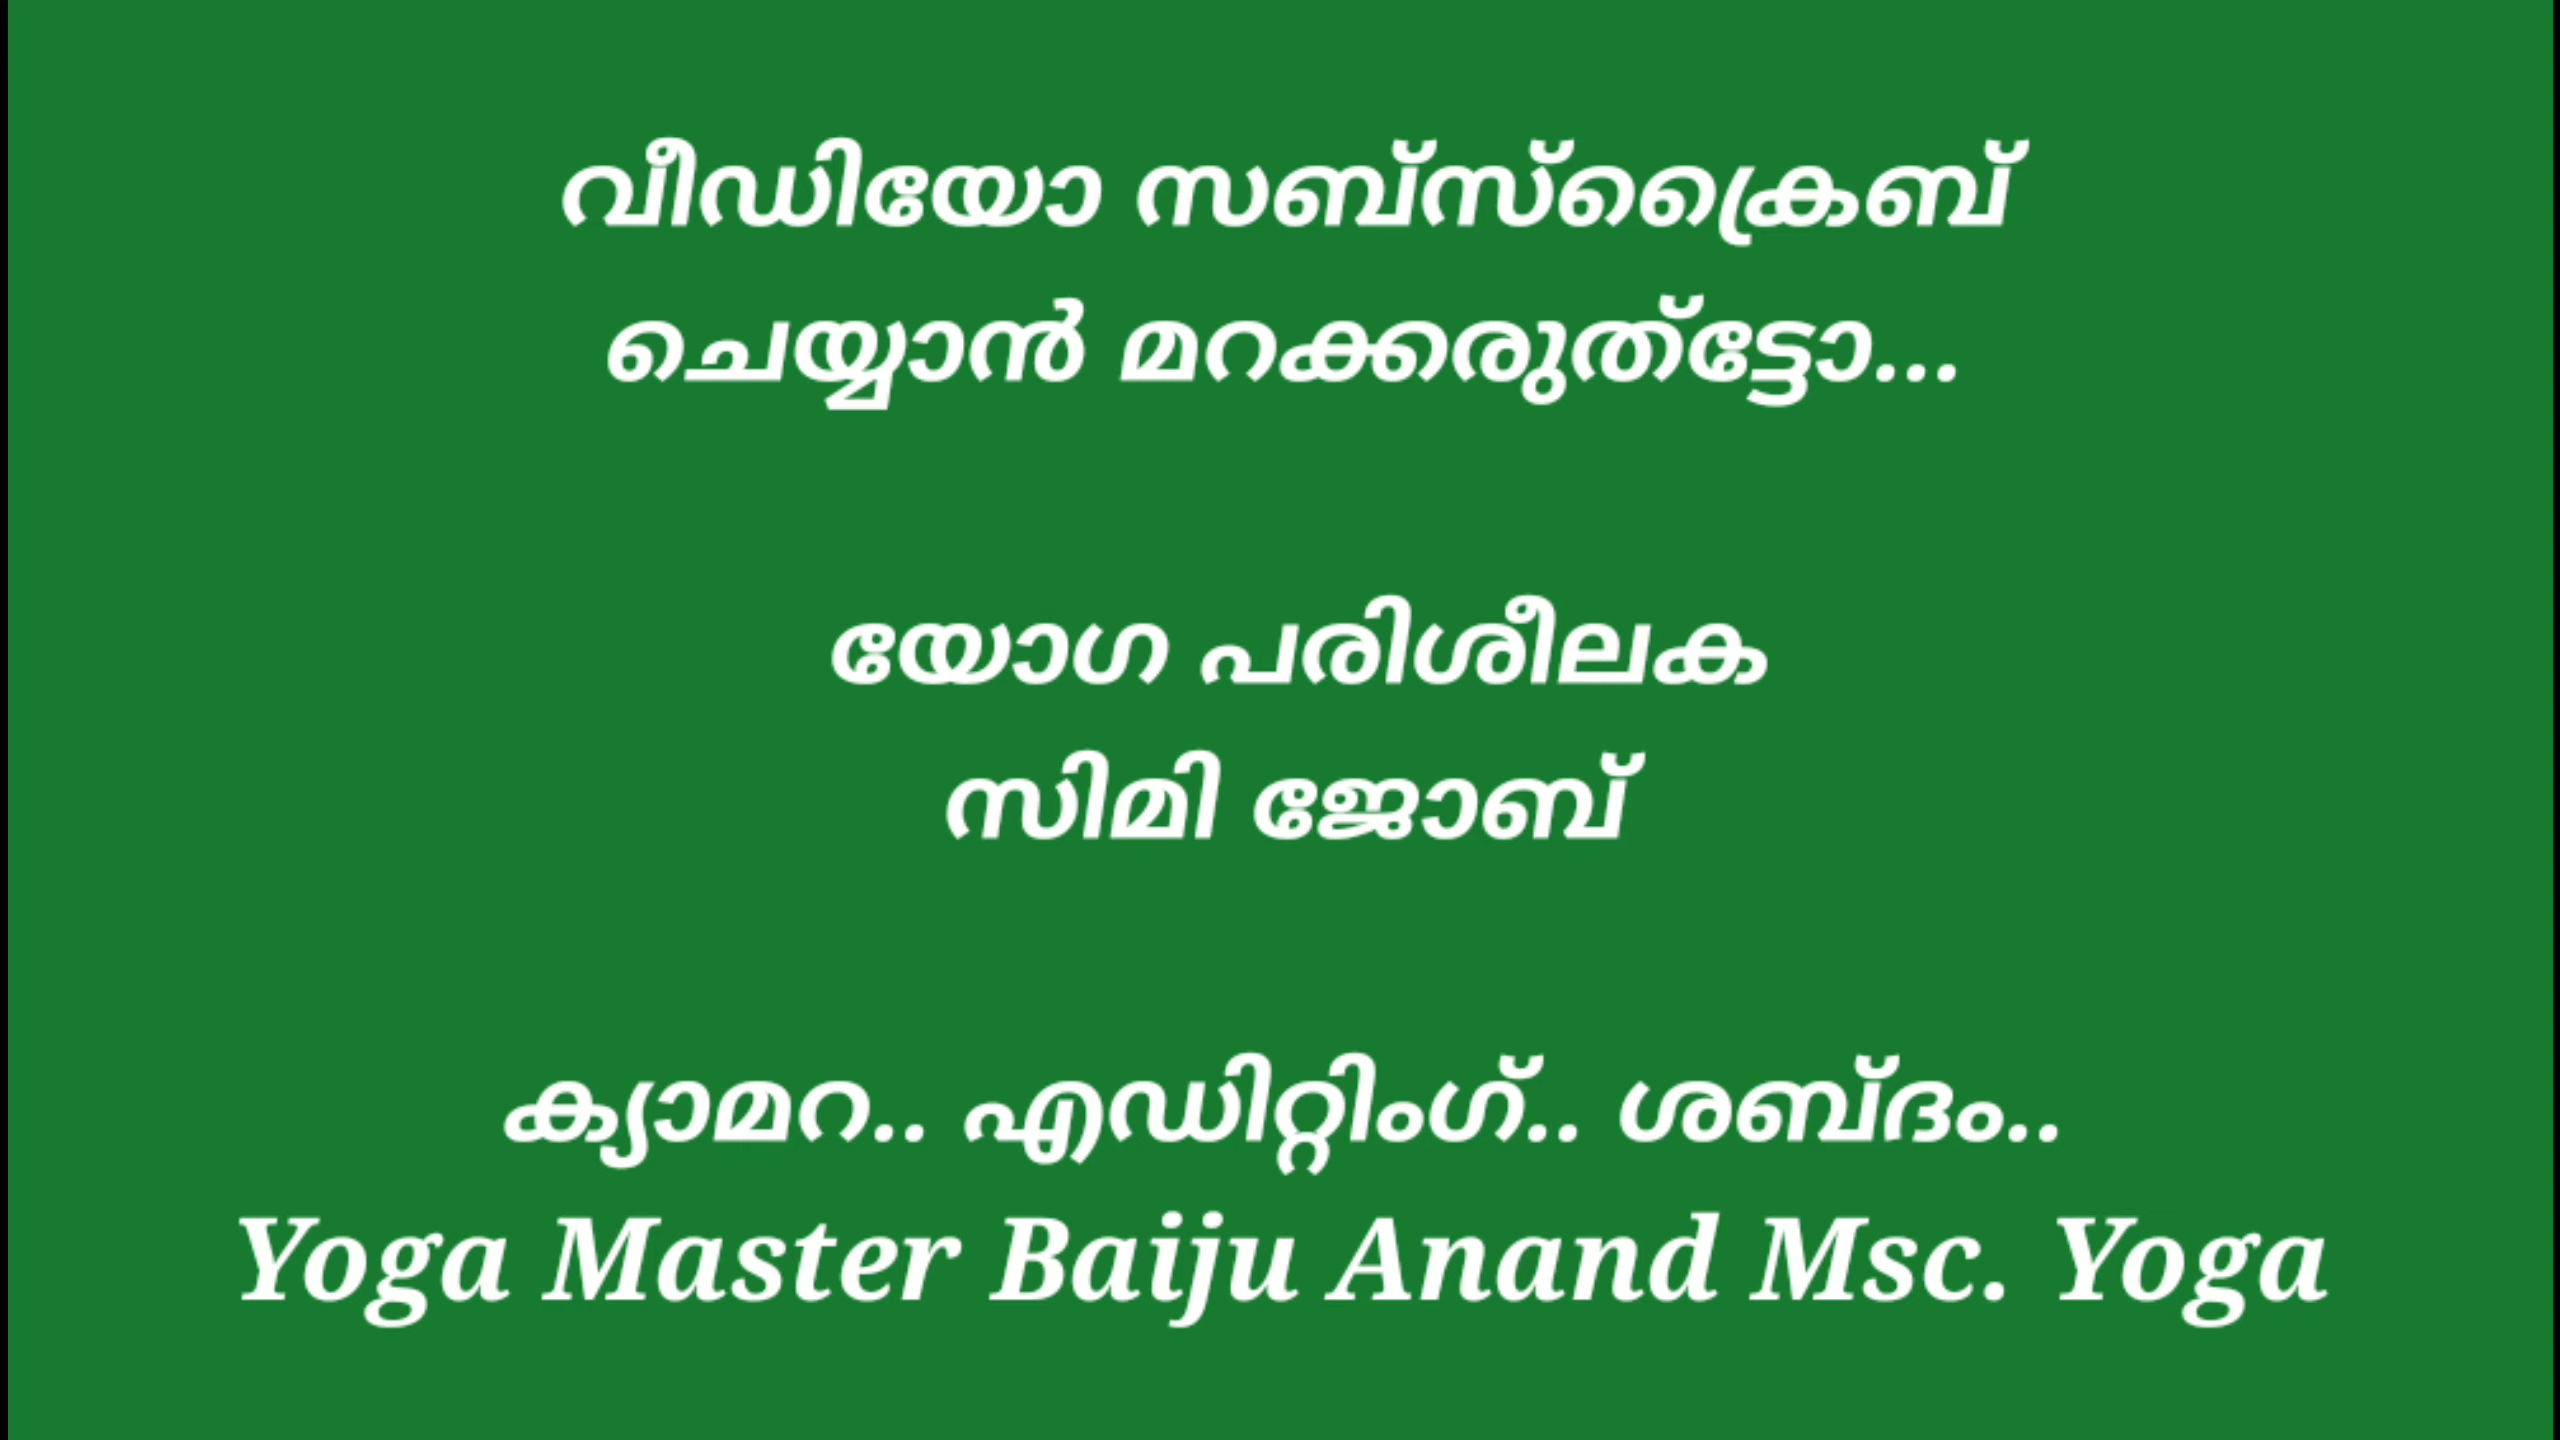 വീഡിയോ സബ്സ്ക്രൈബ്
ചെയ്യാൻ മറക്കരുത്ട്ടോ...
യോഗ പരിശീലക
സിമി ജോബ്
ക്യാമറ.. എഡിറ്റിംഗ്.. ശബ്ദം..
Yoga Master Baiju Anand Msc. Yoga